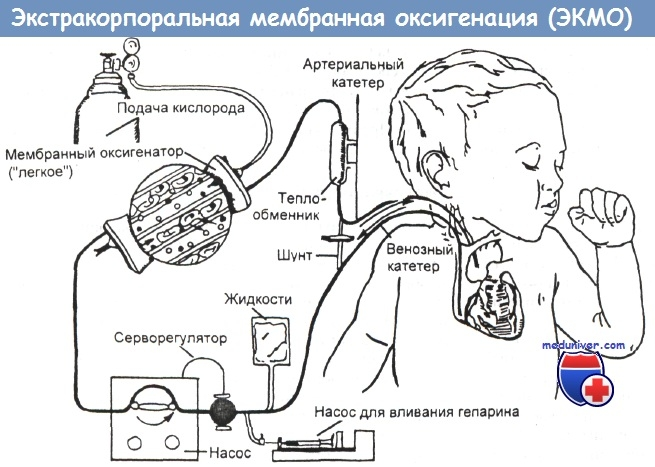 Экстракорпоральная мембранная оксигенация (ЭКМО)
Артериальный
катетер
Подача кислорода
Мембранный оксигенатор
("легкое")
Тепло-
обменник
Шунт
Венозный
катетер
Жидкости
Серворегулятор
meduniver.com
Насос для вливания гепарина
Насос